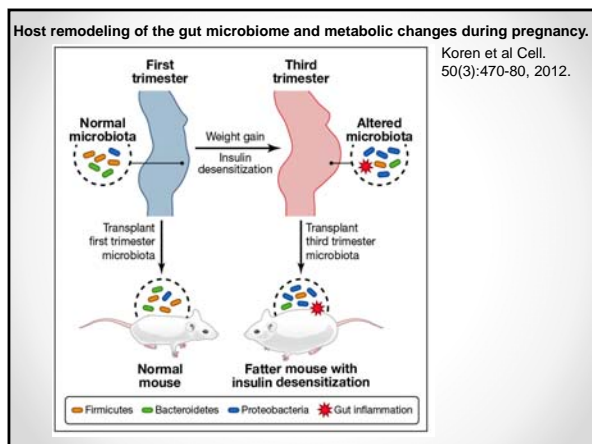 Host remodeling of the gut microbiome and metabolic changes during pregnancy.
Koren et al Cell.
50(3):470-80, 2012.
First
trimester
Third
trimester
Normal
microbiota
Weight gain
Insulin
desensitization
Altered
microbiota
Transplant
first trimester
microbiota
Transplant
third trimester
microbiota
Normal
mouse
Fatter mouse with
insulin desensitization
Firmicutes
Bacteroidetes
Proteobacteria
Gut inflammation